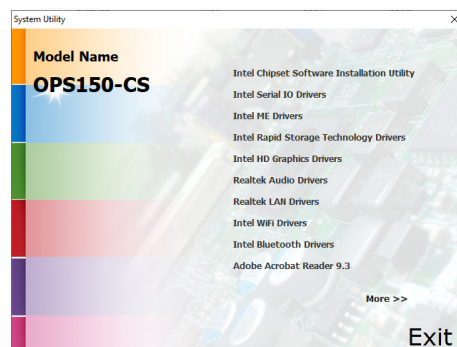 System Utility
Model Name
OPS150-CS
Intel Chipset Software Installation Utility
Intel Serial IO Drivers
Intel ME Drivers
Intel Rapid Storage Technology Drivers
Intel HD Graphics Drivers
Realtek Audio Drivers
Realtek LAN Drivers
Intel WiFi Drivers
Intel Bluetooth Drivers
Adobe Acrobat Reader 9.3
More >>
Exit